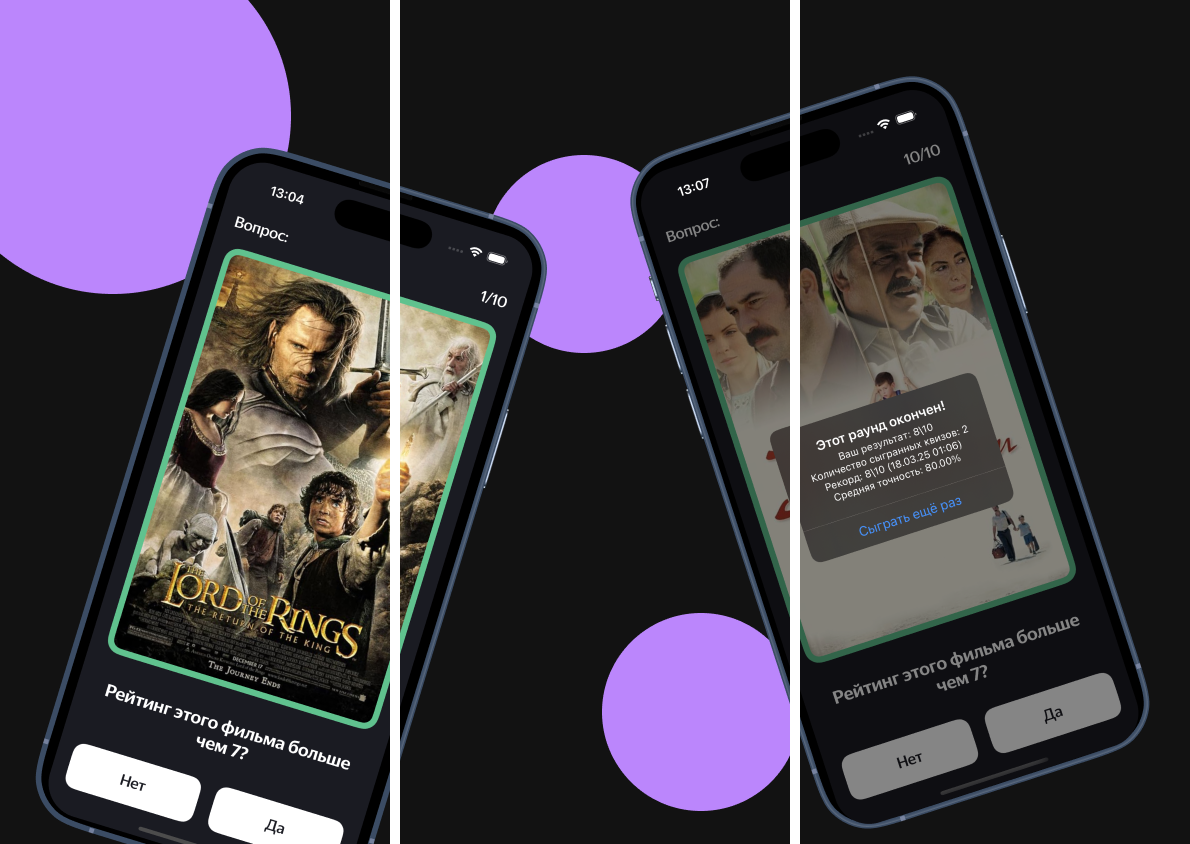 13:04
Вопрос:
1/10
THE
LORD OF THE RINGS
THE RETURN OF THE KING
DECEMBER 17
THE JOURNEY ENDS
Рейтинг этого фильма больше
чем 7?
Нет
Да
13:07
Вопрос:
10/10
Этот раунд окончен!
Ваш результат: 8\10
Количество сыгранных квизов: 2
Рекорд: 8\10 (18.03.25 01:06)
Средняя точность: 80.00%
Сыграть ещё раз
Рейтинг этого фильма больше
чем 7?
Нет
Да